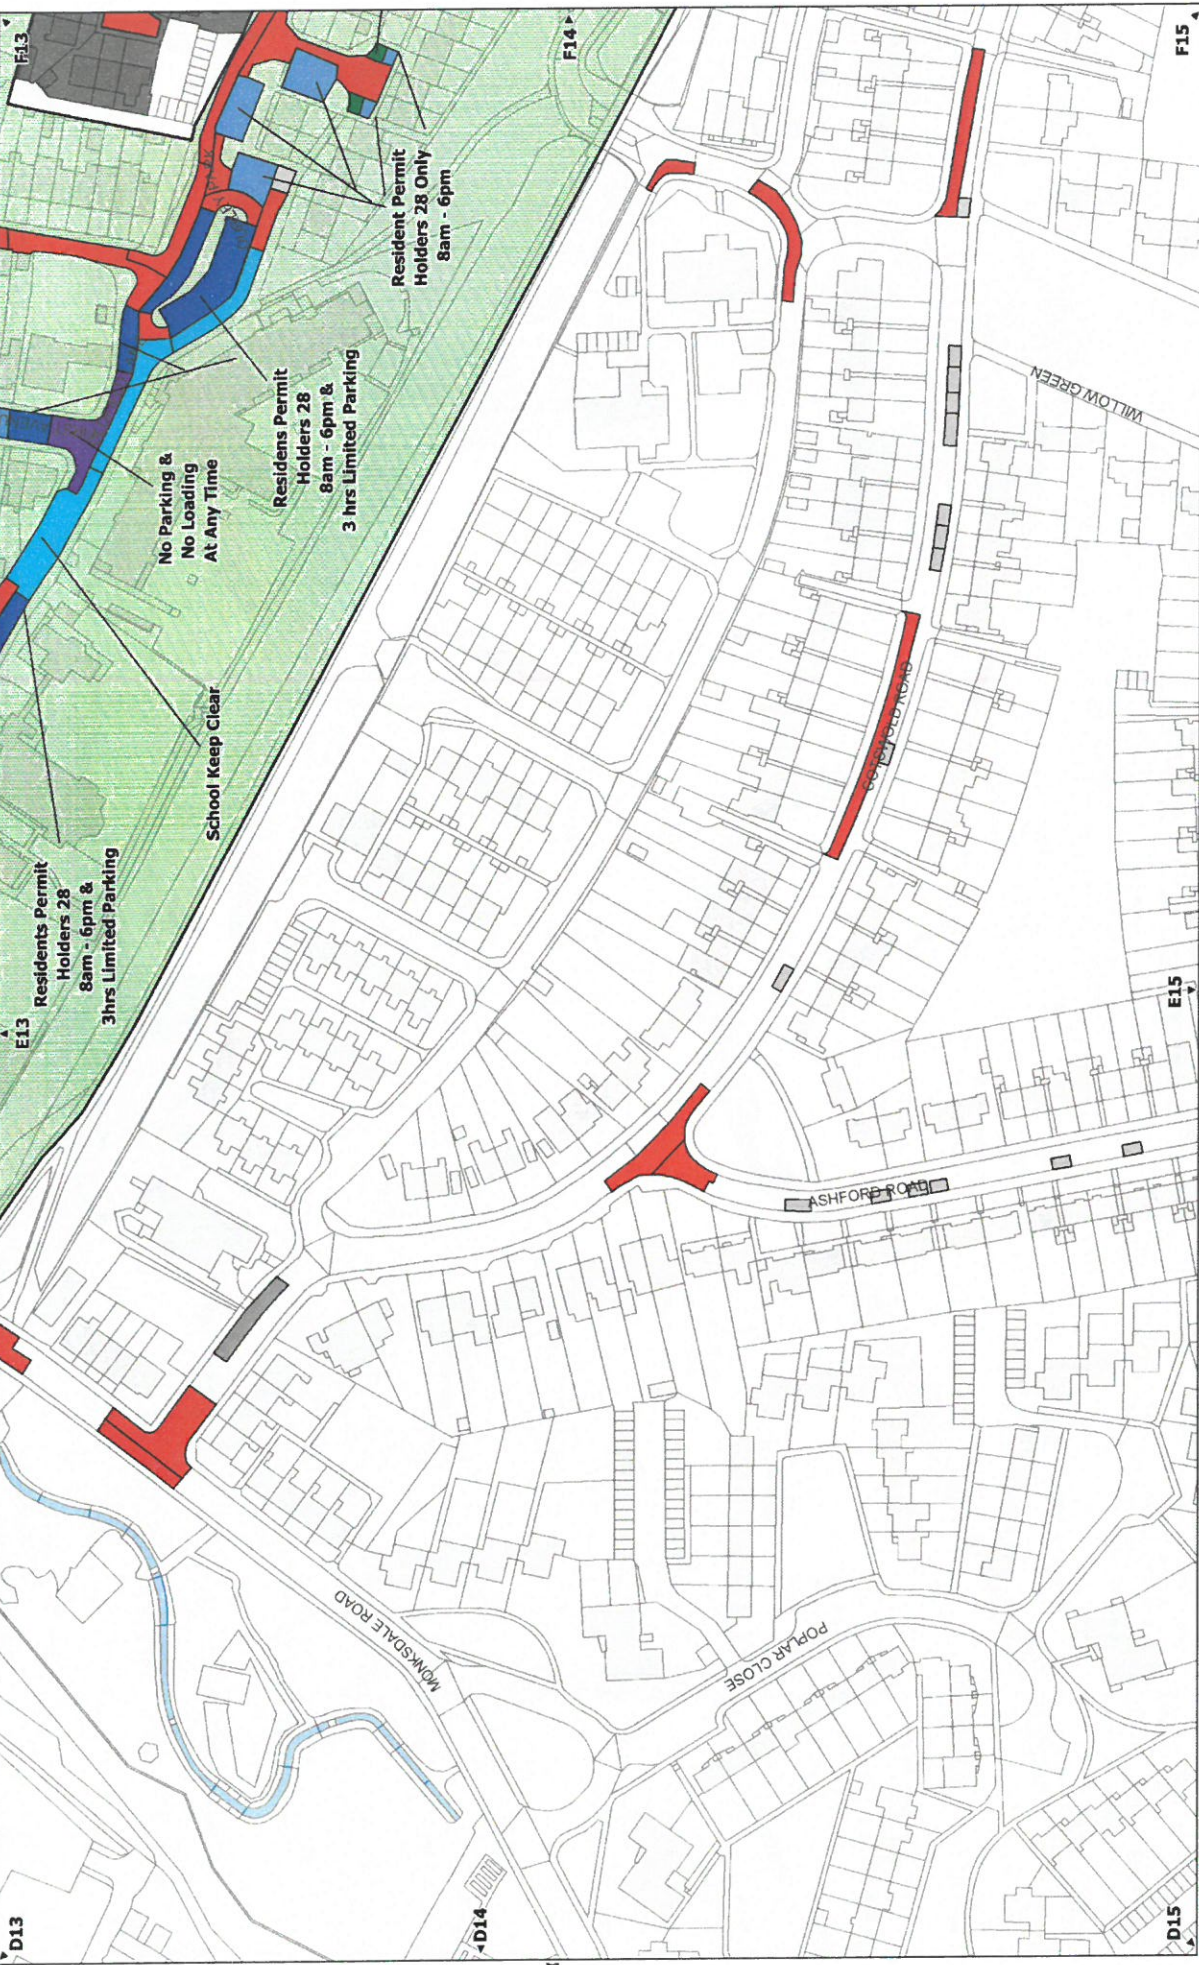 D13
E13
F13
Residents Permit
Holders 28
8am - 6pm &
3hrs Limited Parking
School Keep Clear
No Parking &
No Loading
At Any Time
Residens Permit
Holders 28
8am - 6pm &
3 hrs Limited Parking
Resident Permit
Holders 28 Only
8am - 6pm
D14
F14
MONKSDALE ROAD
POPLAR CLOSE
ASHFORD ROAD
COTSWOLD ROAD
WILLOW GREEN
D15
E15
F15